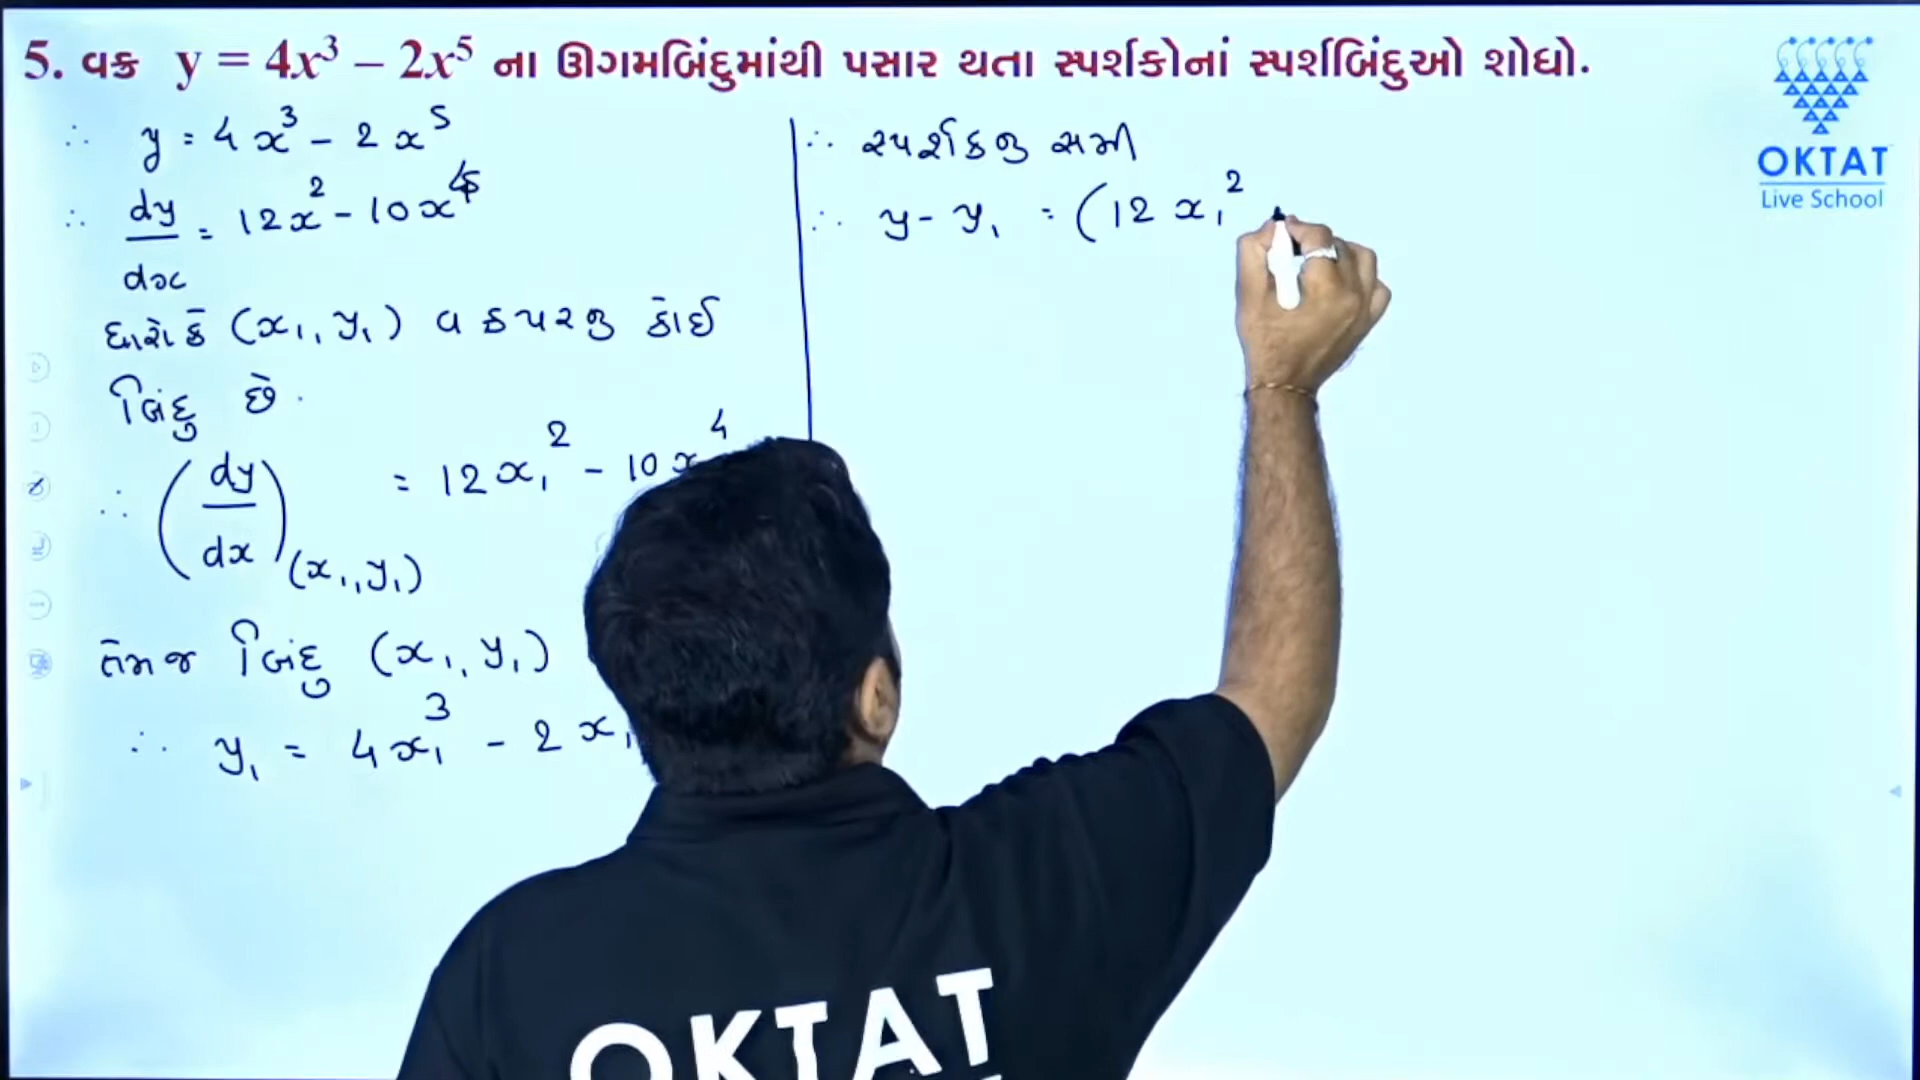 5. વક્ર y = 4x³ – 2x⁵ ના ઊગમબિંદુમાંથી પસાર થતા સ્પર્શકોનાં સ્પર્શબિંદુઓ શોધો.
OKTAT
Live School
∴ y = 4x³ - 2x⁵
∴ dy/dx = 12x² - 10x⁴
ધારો કે (x₁, y₁) વક્ર પરનું કોઈ
બિંદુ છે.
∴ (dy/dx)(x₁, y₁) = 12x₁² - 10x ⁴
તેમજ બિંદુ (x₁, y₁)
∴ y₁ = 4x₁³ - 2x₁
∴ સ્પર્શકનુ સમી
∴ y - y₁ = (12x₁²
OKTAT